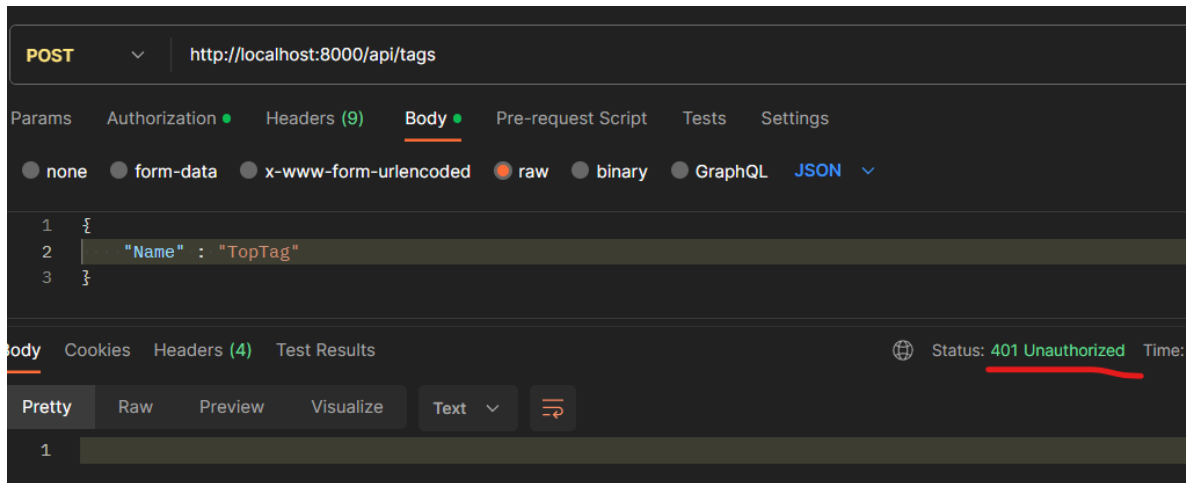 POST http://localhost:8000/api/tags
Params Authorization Headers (9) Body Pre-request Script Tests Settings
none form-data x-www-form-urlencoded raw binary GraphQL JSON
1 {
2 "Name" : "TopTag"
3 }
Body Cookies Headers (4) Test Results Status: 401 Unauthorized Time:
Pretty Raw Preview Visualize Text
1